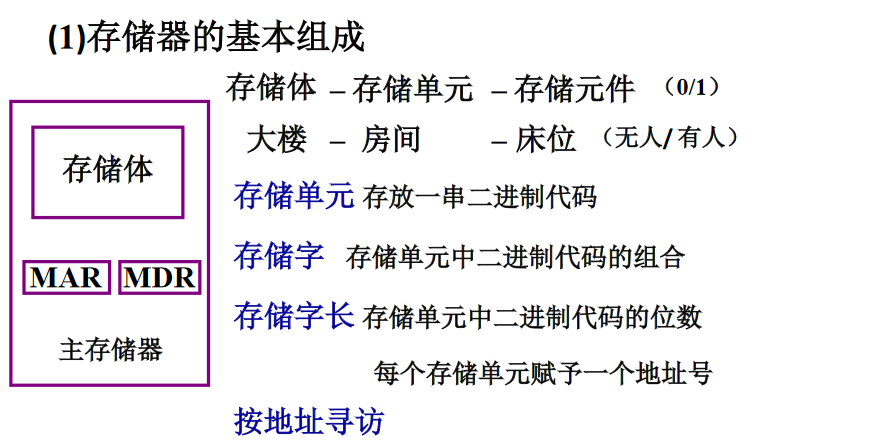 (1)存储器的基本组成
存储体 – 存储单元 – 存储元件 （0/1）
大楼 – 房间 – 床位 （无人/ 有人）
存储体
MAR MDR
主存储器
存储单元 存放一串二进制代码
存储字 存储单元中二进制代码的组合
存储字长 存储单元中二进制代码的位数
每个存储单元赋予一个地址号
按地址寻访